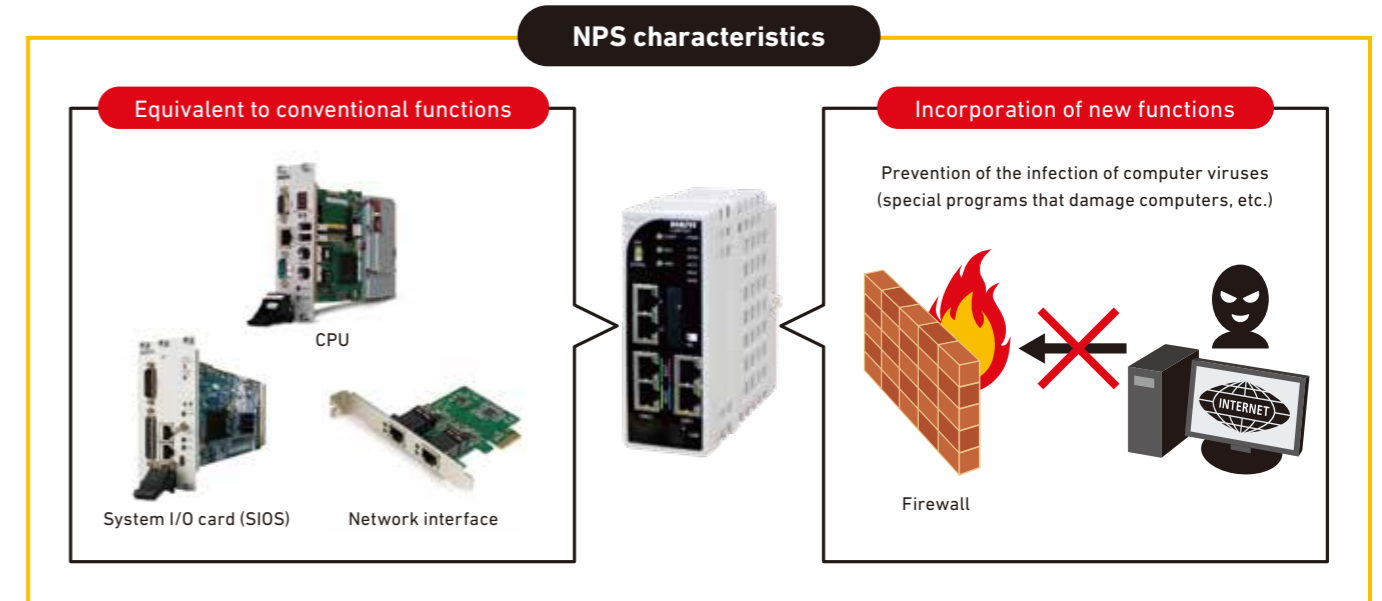 NPS characteristics
Equivalent to conventional functions
CPU
System I/O card (SIOS)
Network interface
Incorporation of new functions
Prevention of the infection of computer viruses
(special programs that damage computers, etc.)
INTERNET
Firewall